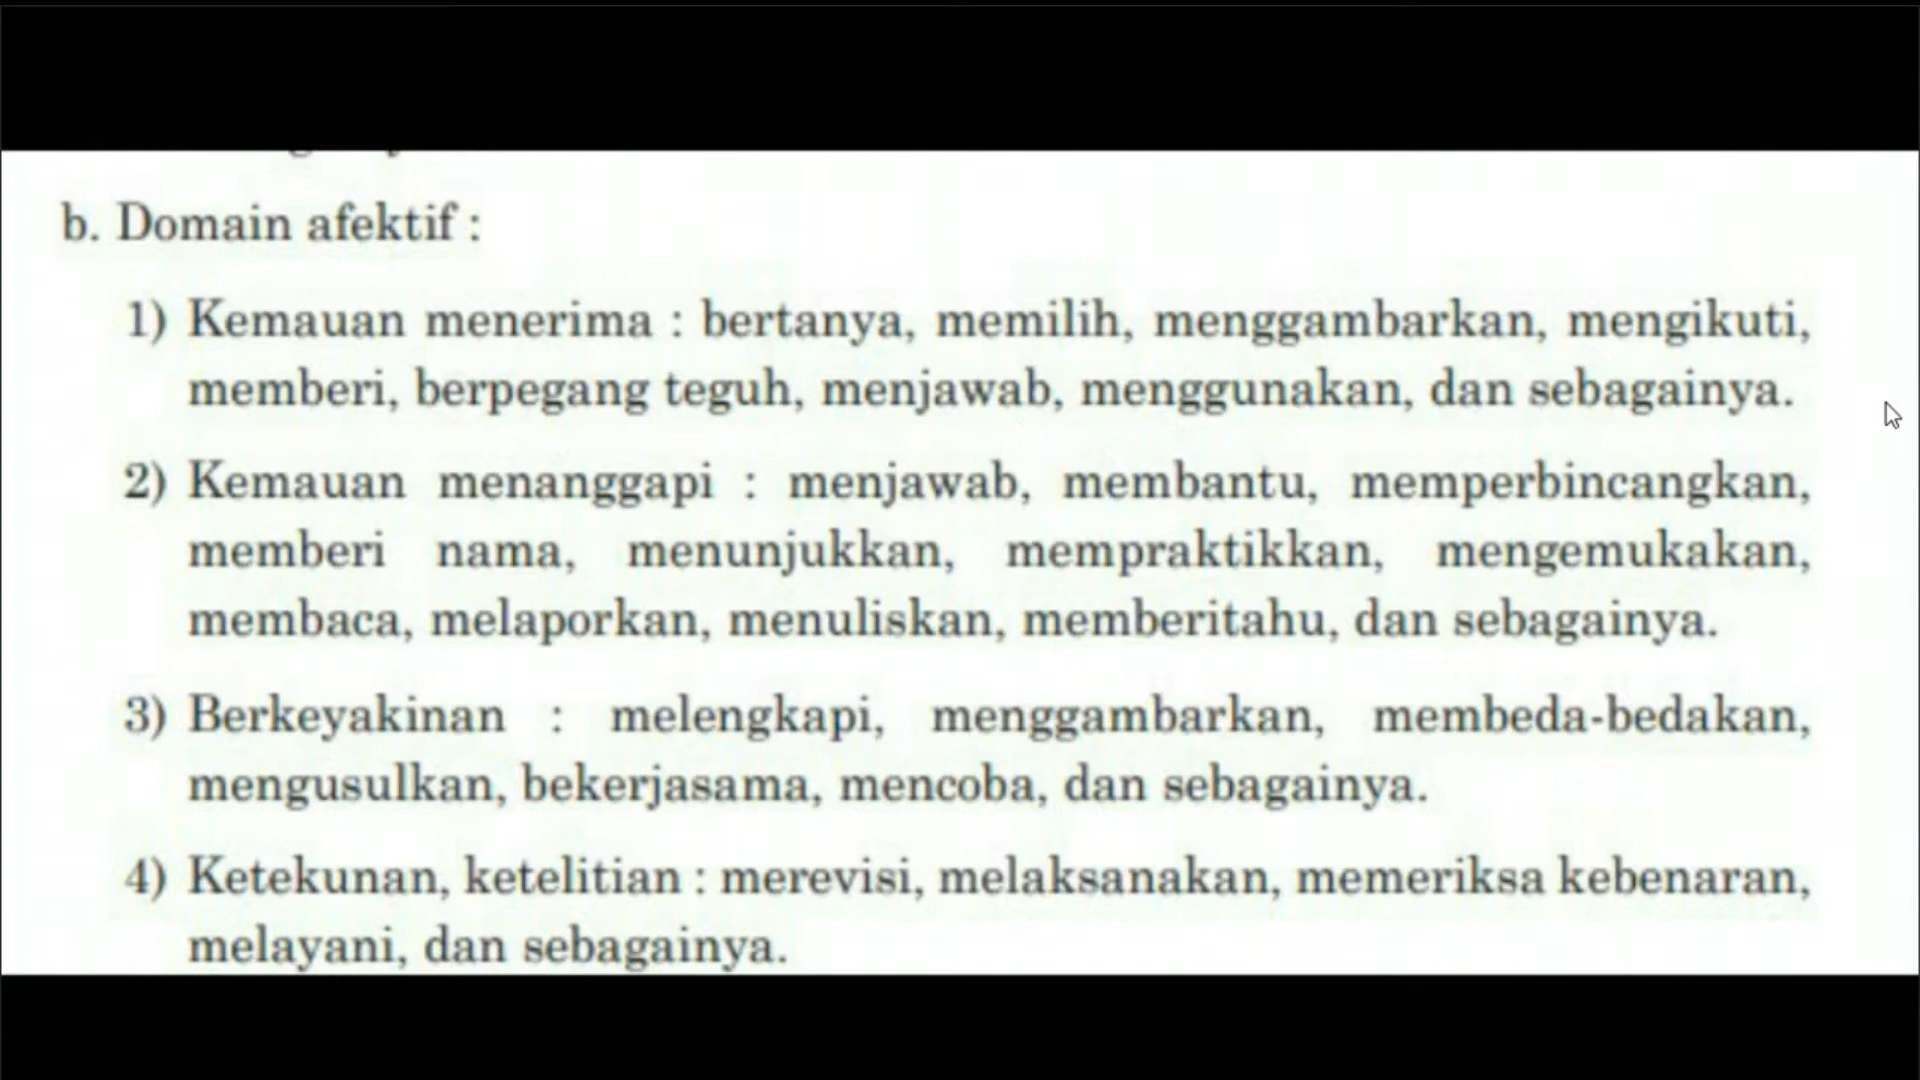 b. Domain afektif :
1) Kemauan menerima : bertanya, memilih, menggambarkan, mengikuti,
memberi, berpegang teguh, menjawab, menggunakan, dan sebagainya.
2) Kemauan menanggapi : menjawab, membantu, memperbincangkan,
memberi nama, menunjukkan, mempraktikkan, mengemukakan,
membaca, melaporkan, menuliskan, memberitahu, dan sebagainya.
3) Berkeyakinan : melengkapi, menggambarkan, membeda-bedakan,
mengusulkan, bekerjasama, mencoba, dan sebagainya.
4) Ketekunan, ketelitian : merevisi, melaksanakan, memeriksa kebenaran,
melayani, dan sebagainya.